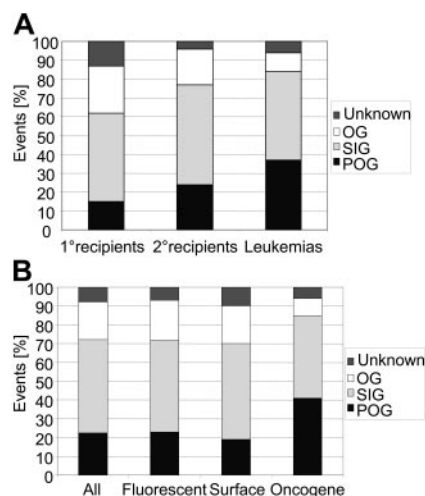 A
Events [%]
100
90
80
70
60
50
40
30
20
10
0
1°recipients 2°recipients Leukemias
Unknown
OG
SIG
POG
B
Events [%]
100
90
80
70
60
50
40
30
20
10
0
All Fluorescent Surface Oncogene
Unknown
OG
SIG
POG